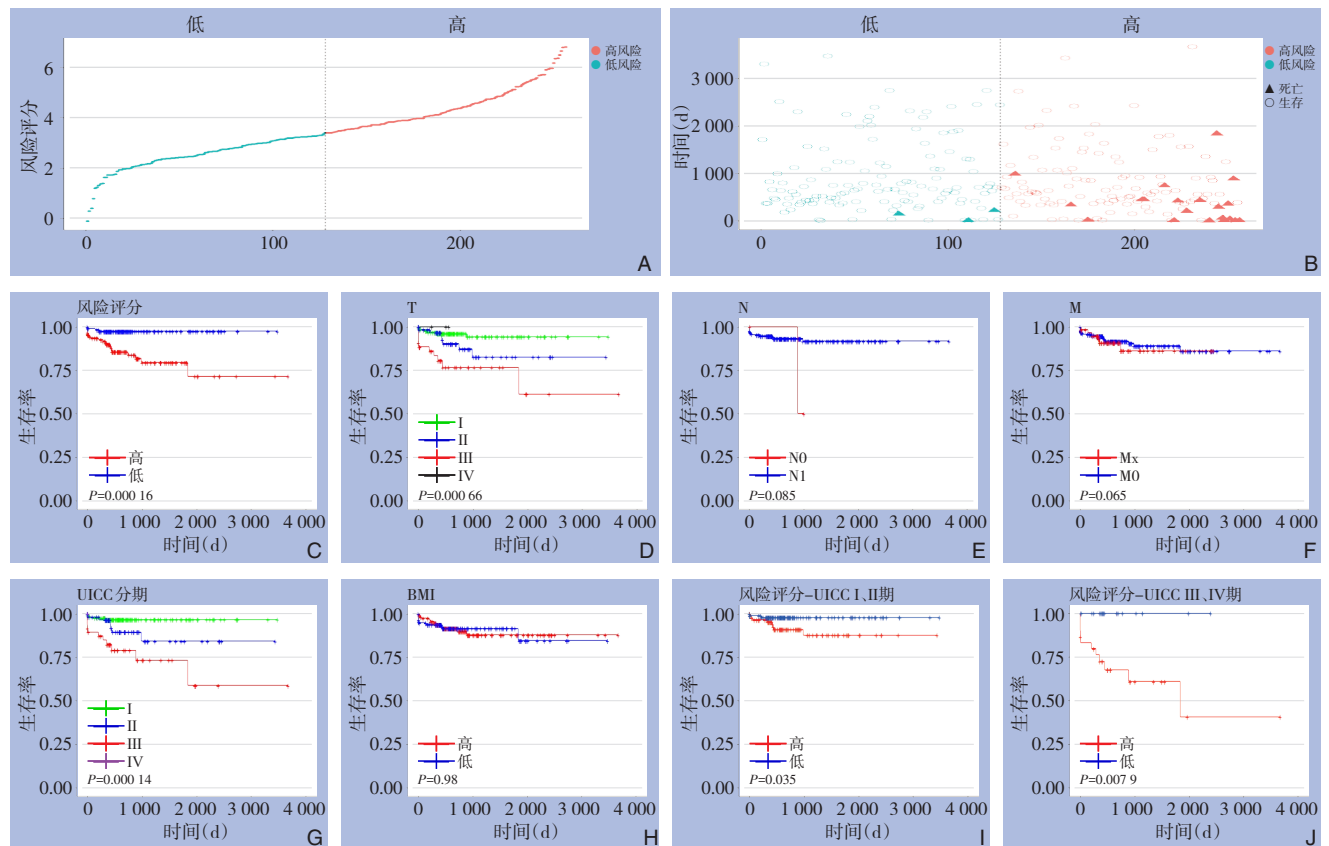 低 高
高风险
低风险
风险评分
6
4
2
0
0 100 200
A
低 高
高风险
低风险
死亡
生存
时间(d)
3 000
2 000
1 000
0
0 100 200
B
风险评分
生存率
1.00
0.75
0.50
0.25
0.00
高
低
P=0.000 16
0 1 000 2 000 3 000 4 000
时间(d)
C
T
生存率
1.00
0.75
0.50
0.25
0.00
I
II
III
IV
P=0.000 66
0 1 000 2 000 3 000 4 000
时间(d)
D
N
生存率
1.00
0.75
0.50
0.25
0.00
N0
N1
P=0.085
0 1 000 2 000 3 000 4 000
时间(d)
E
M
生存率
1.00
0.75
0.50
0.25
0.00
Mx
M0
P=0.065
0 1 000 2 000 3 000 4 000
时间(d)
F
UICC分期
生存率
1.00
0.75
0.50
0.25
0.00
I
II
III
IV
P=0.000 14
0 1 000 2 000 3 000 4 000
时间(d)
G
BMI
生存率
1.00
0.75
0.50
0.25
0.00
高
低
P=0.98
0 1 000 2 000 3 000 4 000
时间(d)
H
风险评分-UICC I、II期
生存率
1.00
0.75
0.50
0.25
0.00
高
低
P=0.035
0 1 000 2 000 3 000 4 000
时间(d)
I
风险评分-UICC III、IV期
生存率
1.00
0.75
0.50
0.25
0.00
高
低
P=0.007 9
0 1 000 2 000 3 000 4 000
时间(d)
J